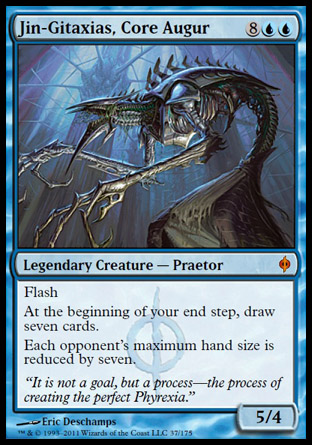 Jin-Gitaxias, Core Augur 8
Legendary Creature — Praetor
Flash
At the beginning of your end step, draw
seven cards.
Each opponent's maximum hand size is
reduced by seven.
"It is not a goal, but a process—the process of
creating the perfect Phyrexia."
Eric Deschamps
™ & © 1993–2011 Wizards of the Coast LLC 37/175
5/4